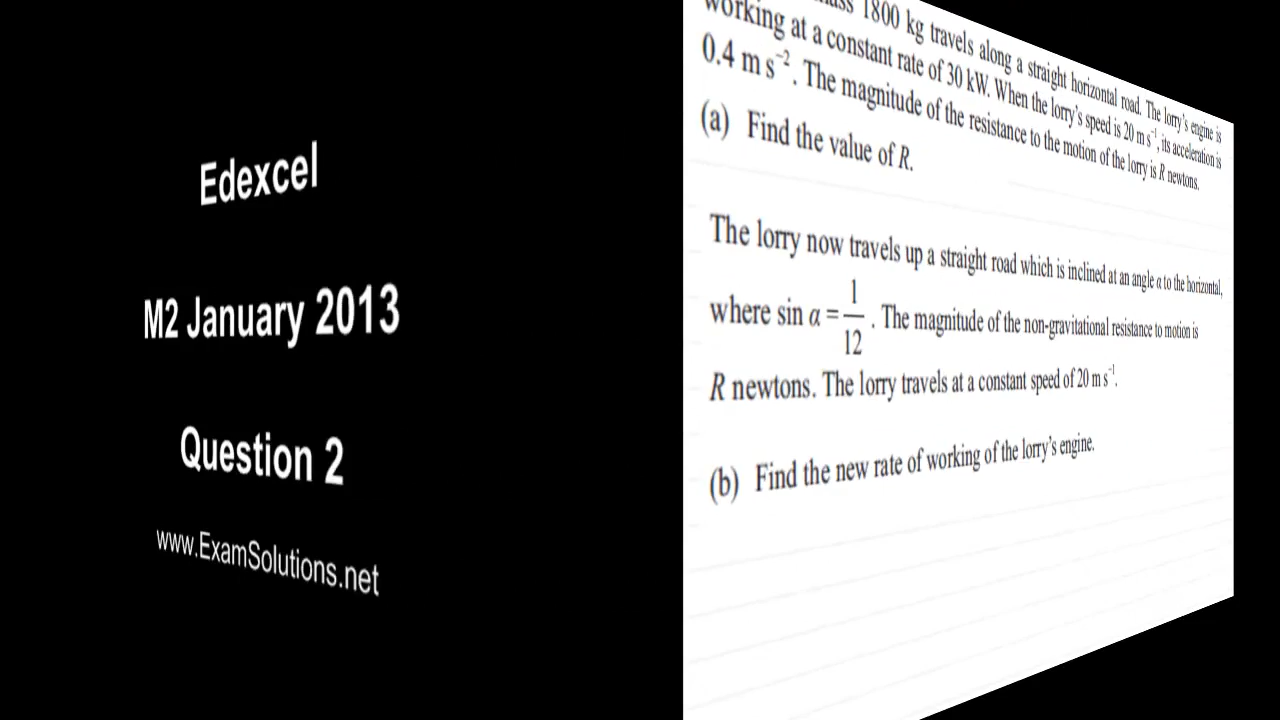 Edexcel
M2 January 2013
Question 2
www.ExamSolutions.net
1800 kg travels along a straight horizontal road. The lorry's engine is
working at a constant rate of 30 kW. When the lorry's speed is 20 m s⁻¹, its acceleration is
0.4 m s⁻². The magnitude of the resistance to the motion of the lorry is R newtons.
(a) Find the value of R.
The lorry now travels up a straight road which is inclined at an angle α to the horizontal,
where sin α = 1/12. The magnitude of the non-gravitational resistance to motion is
R newtons. The lorry travels at a constant speed of 20 m s⁻¹.
(b) Find the new rate of working of the lorry's engine.